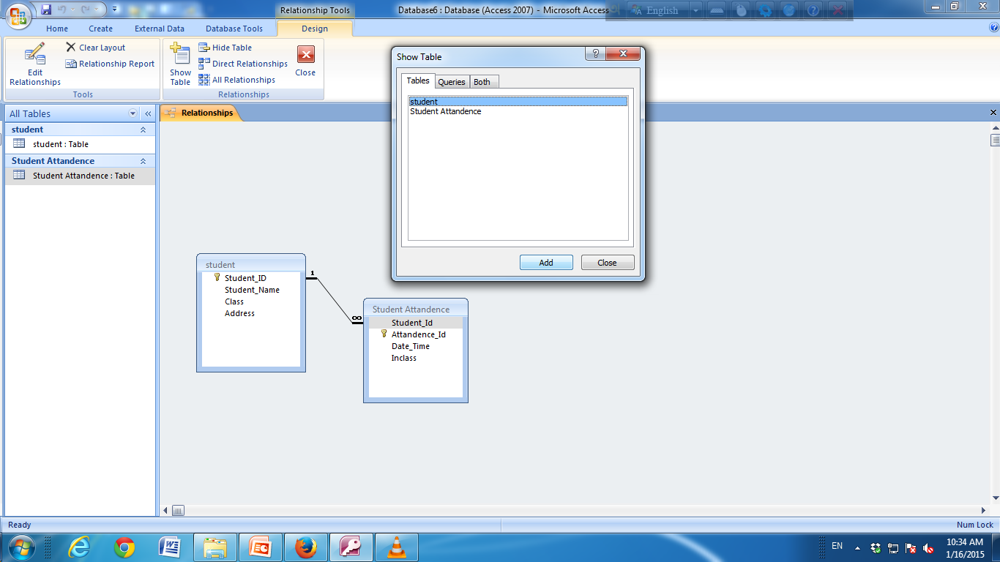 Relationship Tools
Database6 : Database (Access 2007) - Microsoft Access
English
Home Create External Data Database Tools Design
Edit Relationships
Clear Layout
Relationship Report
Tools
Show Table
Hide Table
Direct Relationships
All Relationships
Close
Relationships
All Tables
student
student : Table
Student Attandence
Student Attandence : Table
Relationships
Show Table
Tables Queries Both
student
Student Attandence
Add Close
student
Student_ID
Student_Name
Class
Address
1
∞
Student Attandence
Student_Id
Attandence_Id
Date_Time
Inclass
Ready
Num Lock
EN
10:34 AM
1/16/2015